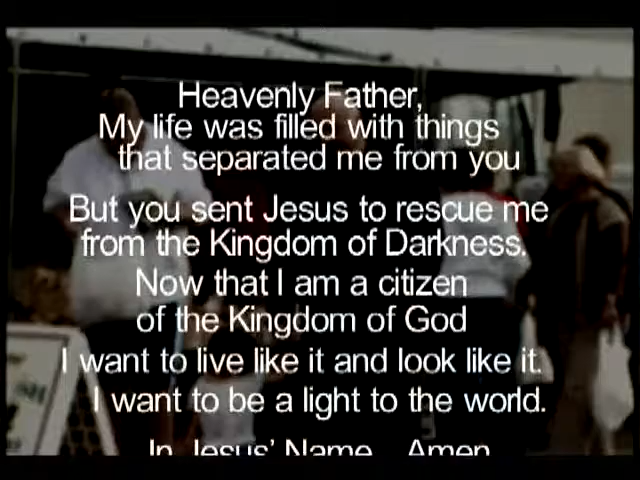 Heavenly Father,
My life was filled with things
that separated me from you
But you sent Jesus to rescue me
from the Kingdom of Darkness.
Now that I am a citizen
of the Kingdom of God
I want to live like it and look like it.
I want to be a light to the world.
In Jesus' Name Amen